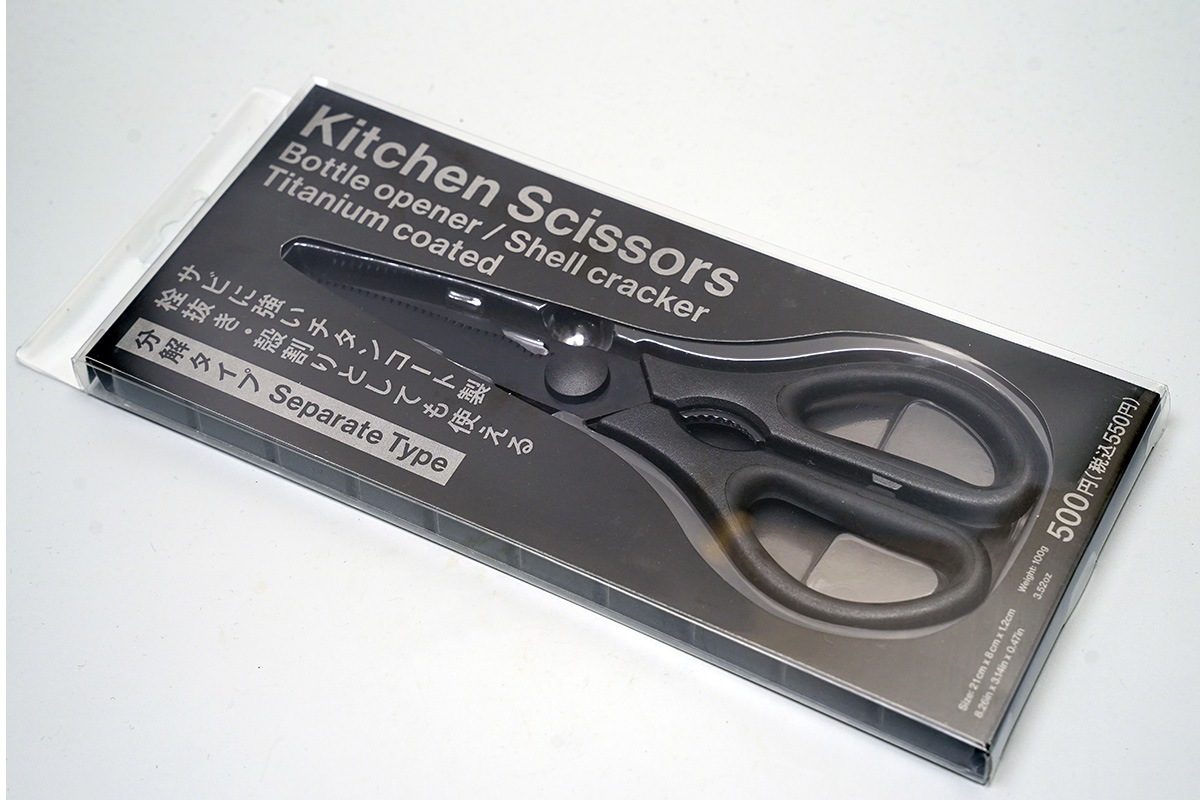 Kitchen Scissors
Bottle opener / Shell cracker
Titanium coated
サビに強いチタンコート製
栓抜き・殻割りとしても使える
分解タイプ Separate Type
500円(税込550円)
Weight: 100g
3.52oz
Size: 21cm x 8cm x 1.2cm
8.26in x 3.14in x 0.47in